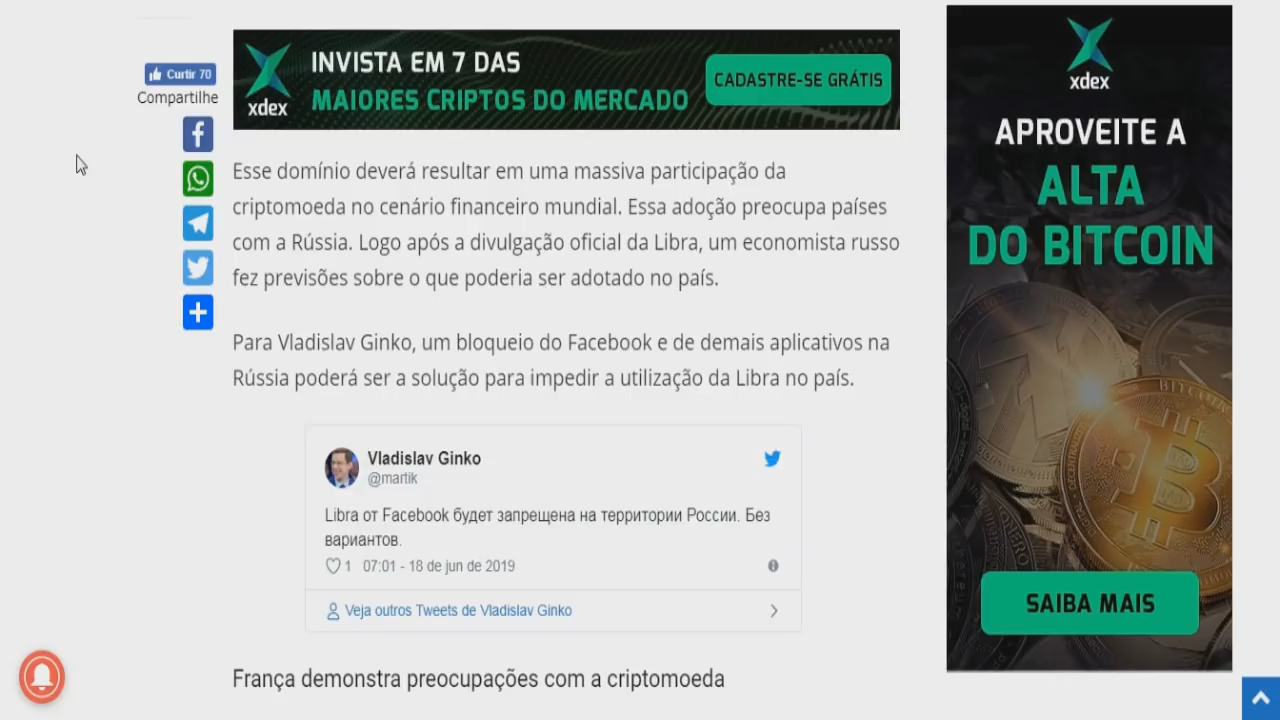 INVISTA EM 7 DAS
MAIORES CRIPTOS DO MERCADO
xdex
CADASTRE-SE GRÁTIS
Curtir 70
Compartilhe
Esse domínio deverá resultar em uma massiva participação da
criptomoeda no cenário financeiro mundial. Essa adoção preocupa países
com a Rússia. Logo após a divulgação oficial da Libra, um economista russo
fez previsões sobre o que poderia ser adotado no país.
Para Vladislav Ginko, um bloqueio do Facebook e de demais aplicativos na
Rússia poderá ser a solução para impedir a utilização da Libra no país.
Vladislav Ginko
@martik
Libra от Facebook будет запрещена на территории России. Без
вариантов.
1 07:01 - 18 de jun de 2019
Veja outros Tweets de Vladislav Ginko
França demonstra preocupações com a criptomoeda
xdex
APROVEITE A
ALTA
DO BITCOIN
SAIBA MAIS